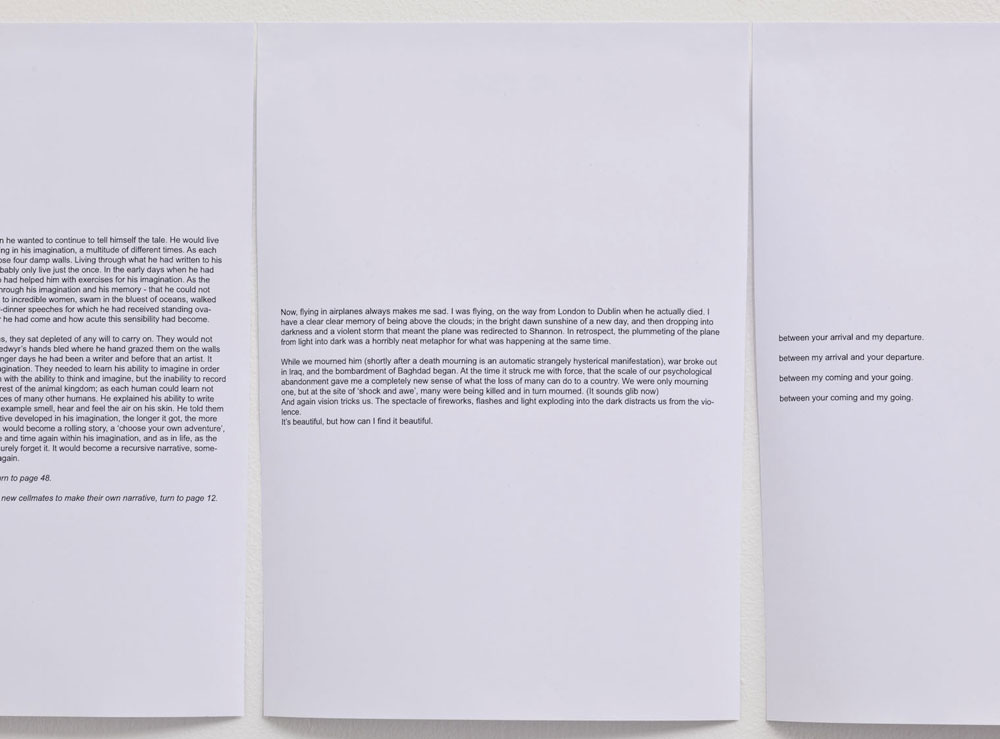 n he wanted to continue to tell himself the tale. He would live
ng in his imagination, a multitude of different times. As each
ose four damp walls. Living through what he had written to his
bably only live just the once. In the early days when he had
had helped him with exercises for his imagination. As the
hrough his imagination and his memory - that he could not
to incredible women, swam in the bluest of oceans, walked
-dinner speeches for which he had received standing ova-
he had come and how acute this sensibility had become.
s, they sat depleted of any will to carry on. They would not
edwyr's hands bled where he hand grazed them on the walls
nger days he had been a writer and before that an artist. It
agination. They needed to learn his ability to imagine in order
with the ability to think and imagine, but the inability to record
rest of the animal kingdom; as each human could learn not
ces of many other humans. He explained his ability to write
example smell, hear and feel the air on his skin. He told them
tive developed in his imagination, the longer it got, the more
would become a rolling story, a 'choose your own adventure',
e and time again within his imagination, and as in life, as the
surely forget it. It would become a recursive narrative, some-
again.
rn to page 48.
new cellmates to make their own narrative, turn to page 12.
Now, flying in airplanes always makes me sad. I was flying, on the way from London to Dublin when he actually died. I
have a clear clear memory of being above the clouds; in the bright dawn sunshine of a new day, and then dropping into
darkness and a violent storm that meant the plane was redirected to Shannon. In retrospect, the plummeting of the plane
from light into dark was a horribly neat metaphor for what was happening at the same time.
While we mourned him (shortly after a death mourning is an automatic strangely hysterical manifestation), war broke out
in Iraq, and the bombardment of Baghdad began. At the time it struck me with force, that the scale of our psychological
abandonment gave me a completely new sense of what the loss of many can do to a country. We were only mourning
one, but at the site of 'shock and awe', many were being killed and in turn mourned. (It sounds glib now)
And again vision tricks us. The spectacle of fireworks, flashes and light exploding into the dark distracts us from the vio-
lence.
It's beautiful, but how can I find it beautiful.
between your arrival and my departure.
between my arrival and your departure.
between my coming and your going.
between your coming and my going.